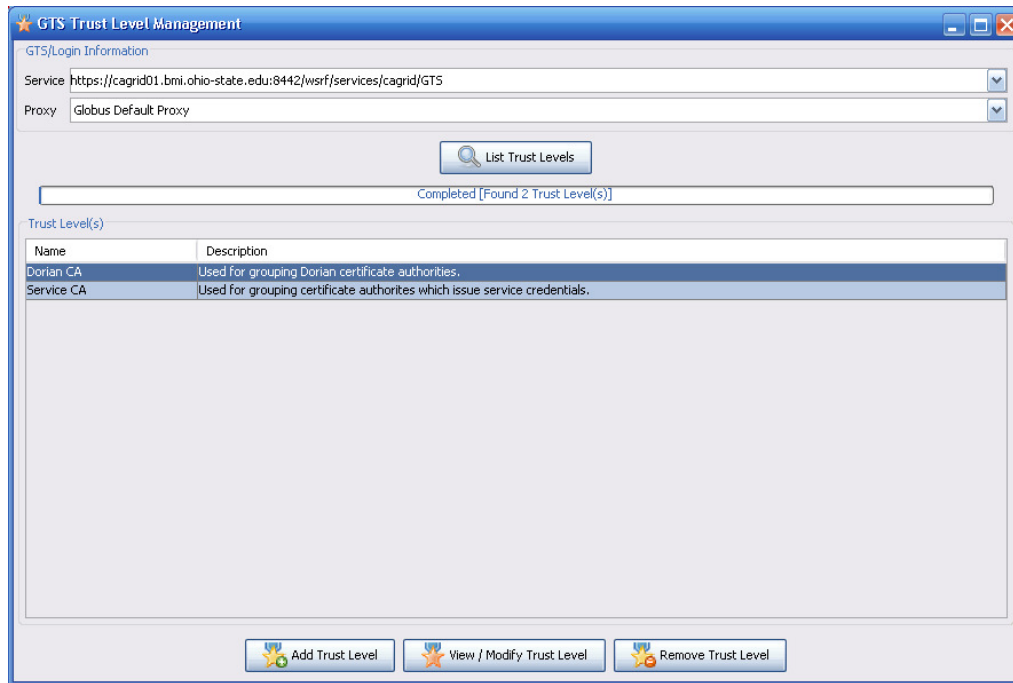 GTS Trust Level Management
GTS/Login Information
Service https://cagrid01.bmi.ohio-state.edu:8442/wsrf/services/cagrid/GTS
Proxy Globus Default Proxy
List Trust Levels
Completed [Found 2 Trust Level(s)]
Trust Level(s)
Name Description
Dorian CA Used for grouping Dorian certificate authorities.
Service CA Used for grouping certificate authorites which issue service credentials.
Add Trust Level View / Modify Trust Level Remove Trust Level